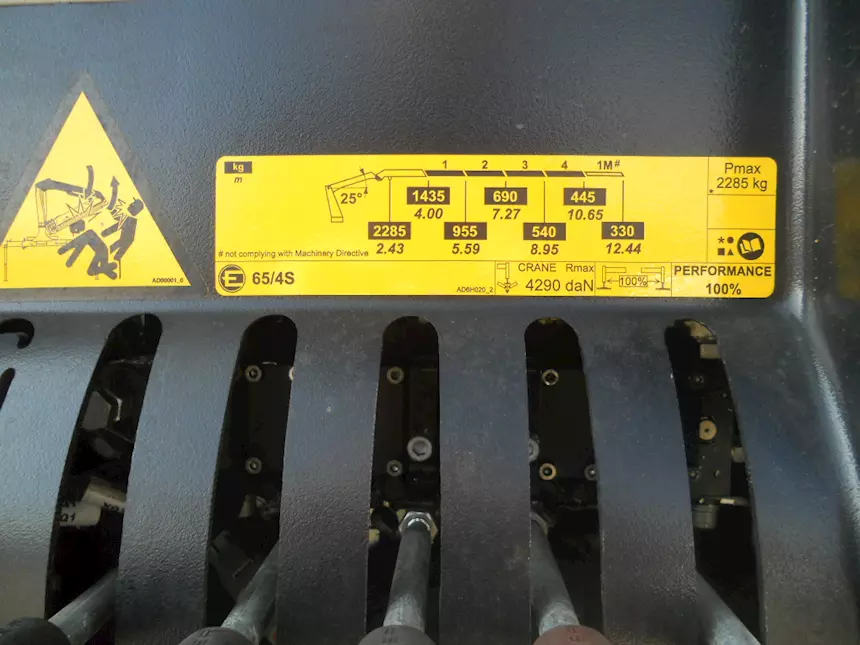 kg
m
25°
1 2 3 4 1M#
1435 690 445
4.00 7.27 10.65
2285 955 540 330
2.43 5.59 8.95 12.44
# not complying with Machinery Directive
Pmax
2285 kg
E 65/4S
AD6H020_2
CRANE Rmax
4290 daN
100%
PERFORMANCE
100%